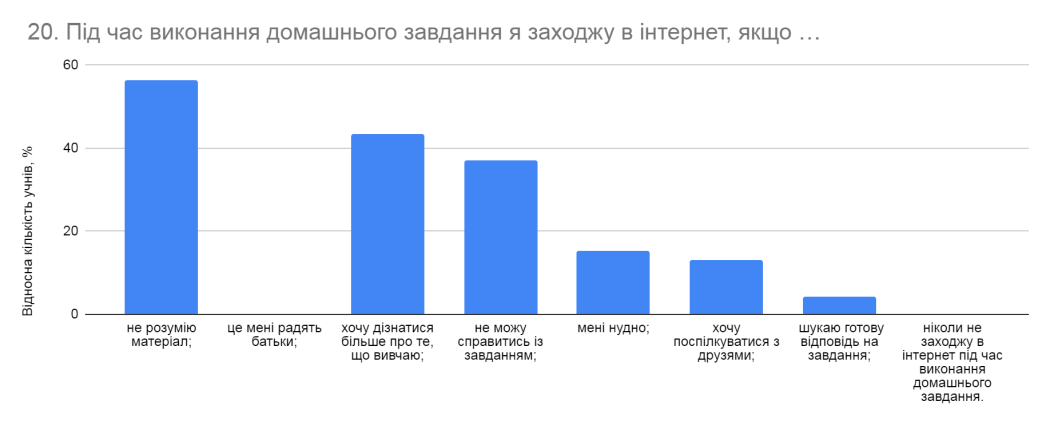 20. Під час виконання домашнього завдання я заходжу в інтернет, якщо …
Відносна кількість учнів, %
60
40
20
0
не розумію
матеріал;
це мені радять
батьки;
хочу дізнатися
більше про те,
що вивчаю;
не можу
справитись із
завданням;
мені нудно;
хочу
поспілкуватися з
друзями;
шукаю готову
відповідь на
завдання;
ніколи не
заходжу в
інтернет під час
виконання
домашнього
завдання.